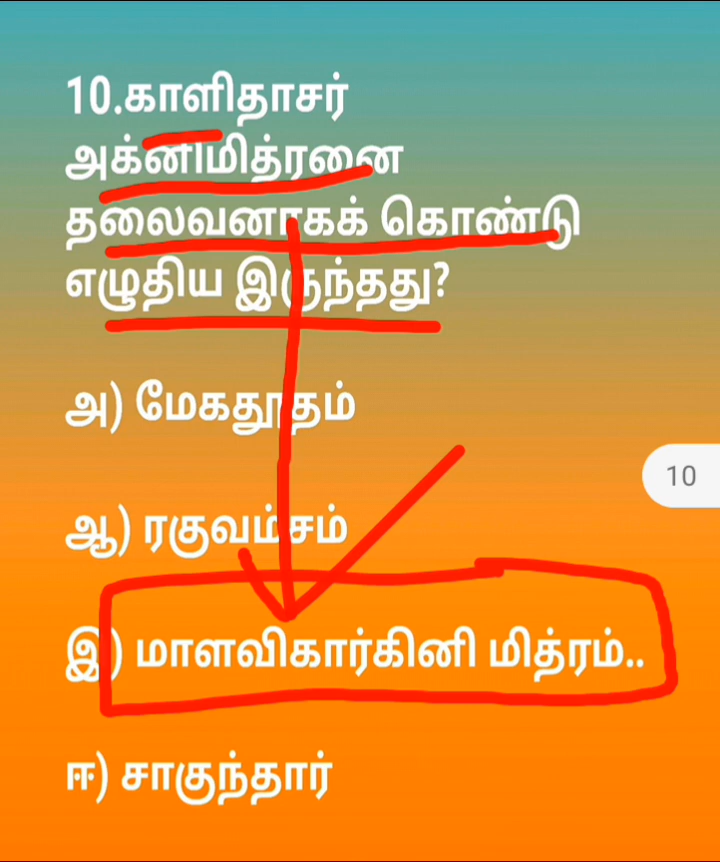 10.காளிதாசர்
அக்னிமித்ரனை
தலைவனாகக் கொண்டு
எழுதிய இருந்தது?
அ) மேகதூதம்
ஆ) ரகுவம்சம்
10
இ) மாளவிகார்கினி மித்ரம்..
ஈ) சாகுந்தார்